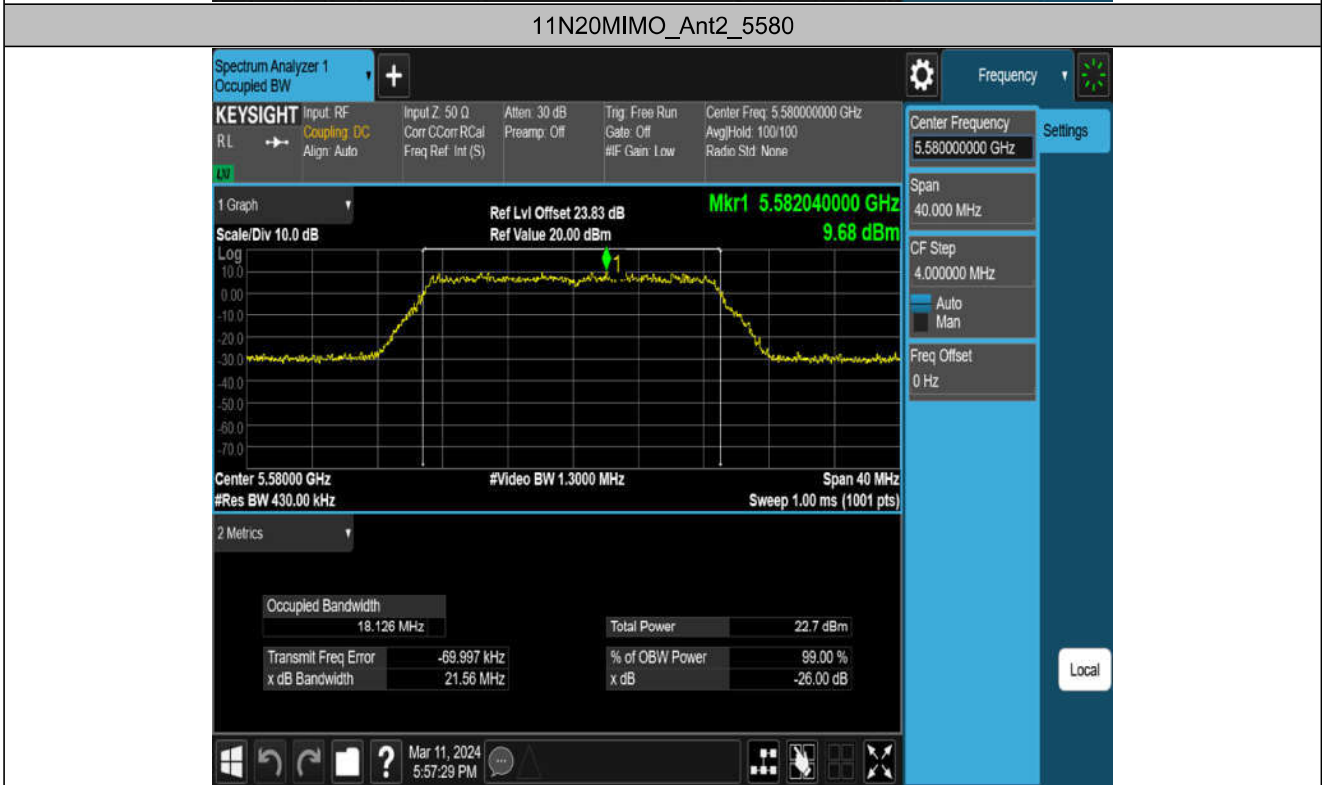 11N20MIMO_Ant2_5580
Spectrum Analyzer 1
Occupied BW
Frequency
KEYSIGHT Input: RF
Coupling: DC
Align: Auto
RL
LXI
Input Z: 50 Ω
Corr CCorr RCal
Freq Ref: Int (S)
Atten: 30 dB
Preamp: Off
Trig: Free Run
Gate: Off
#IF Gain: Low
Center Freq: 5.580000000 GHz
Avg|Hold: 100/100
Radio Std: None
Center Frequency
5.580000000 GHz
Settings
Span
40.000 MHz
CF Step
4.000000 MHz
Auto
Man
Freq Offset
0 Hz
Local
1 Graph
Scale/Div 10.0 dB
Ref Lvl Offset 23.83 dB
Ref Value 20.00 dBm
Mkr1 5.582040000 GHz
9.68 dBm
Log
10.0
0.00
-10.0
-20.0
-30.0
-40.0
-50.0
-60.0
-70.0
1
Center 5.58000 GHz
#Res BW 430.00 kHz
#Video BW 1.3000 MHz
Span 40 MHz
Sweep 1.00 ms (1001 pts)
2 Metrics
Occupied Bandwidth
18.126 MHz
Total Power 22.7 dBm
Transmit Freq Error -69.997 kHz
% of OBW Power 99.00 %
x dB Bandwidth 21.56 MHz
x dB -26.00 dB
?
Mar 11, 2024
5:57:29 PM